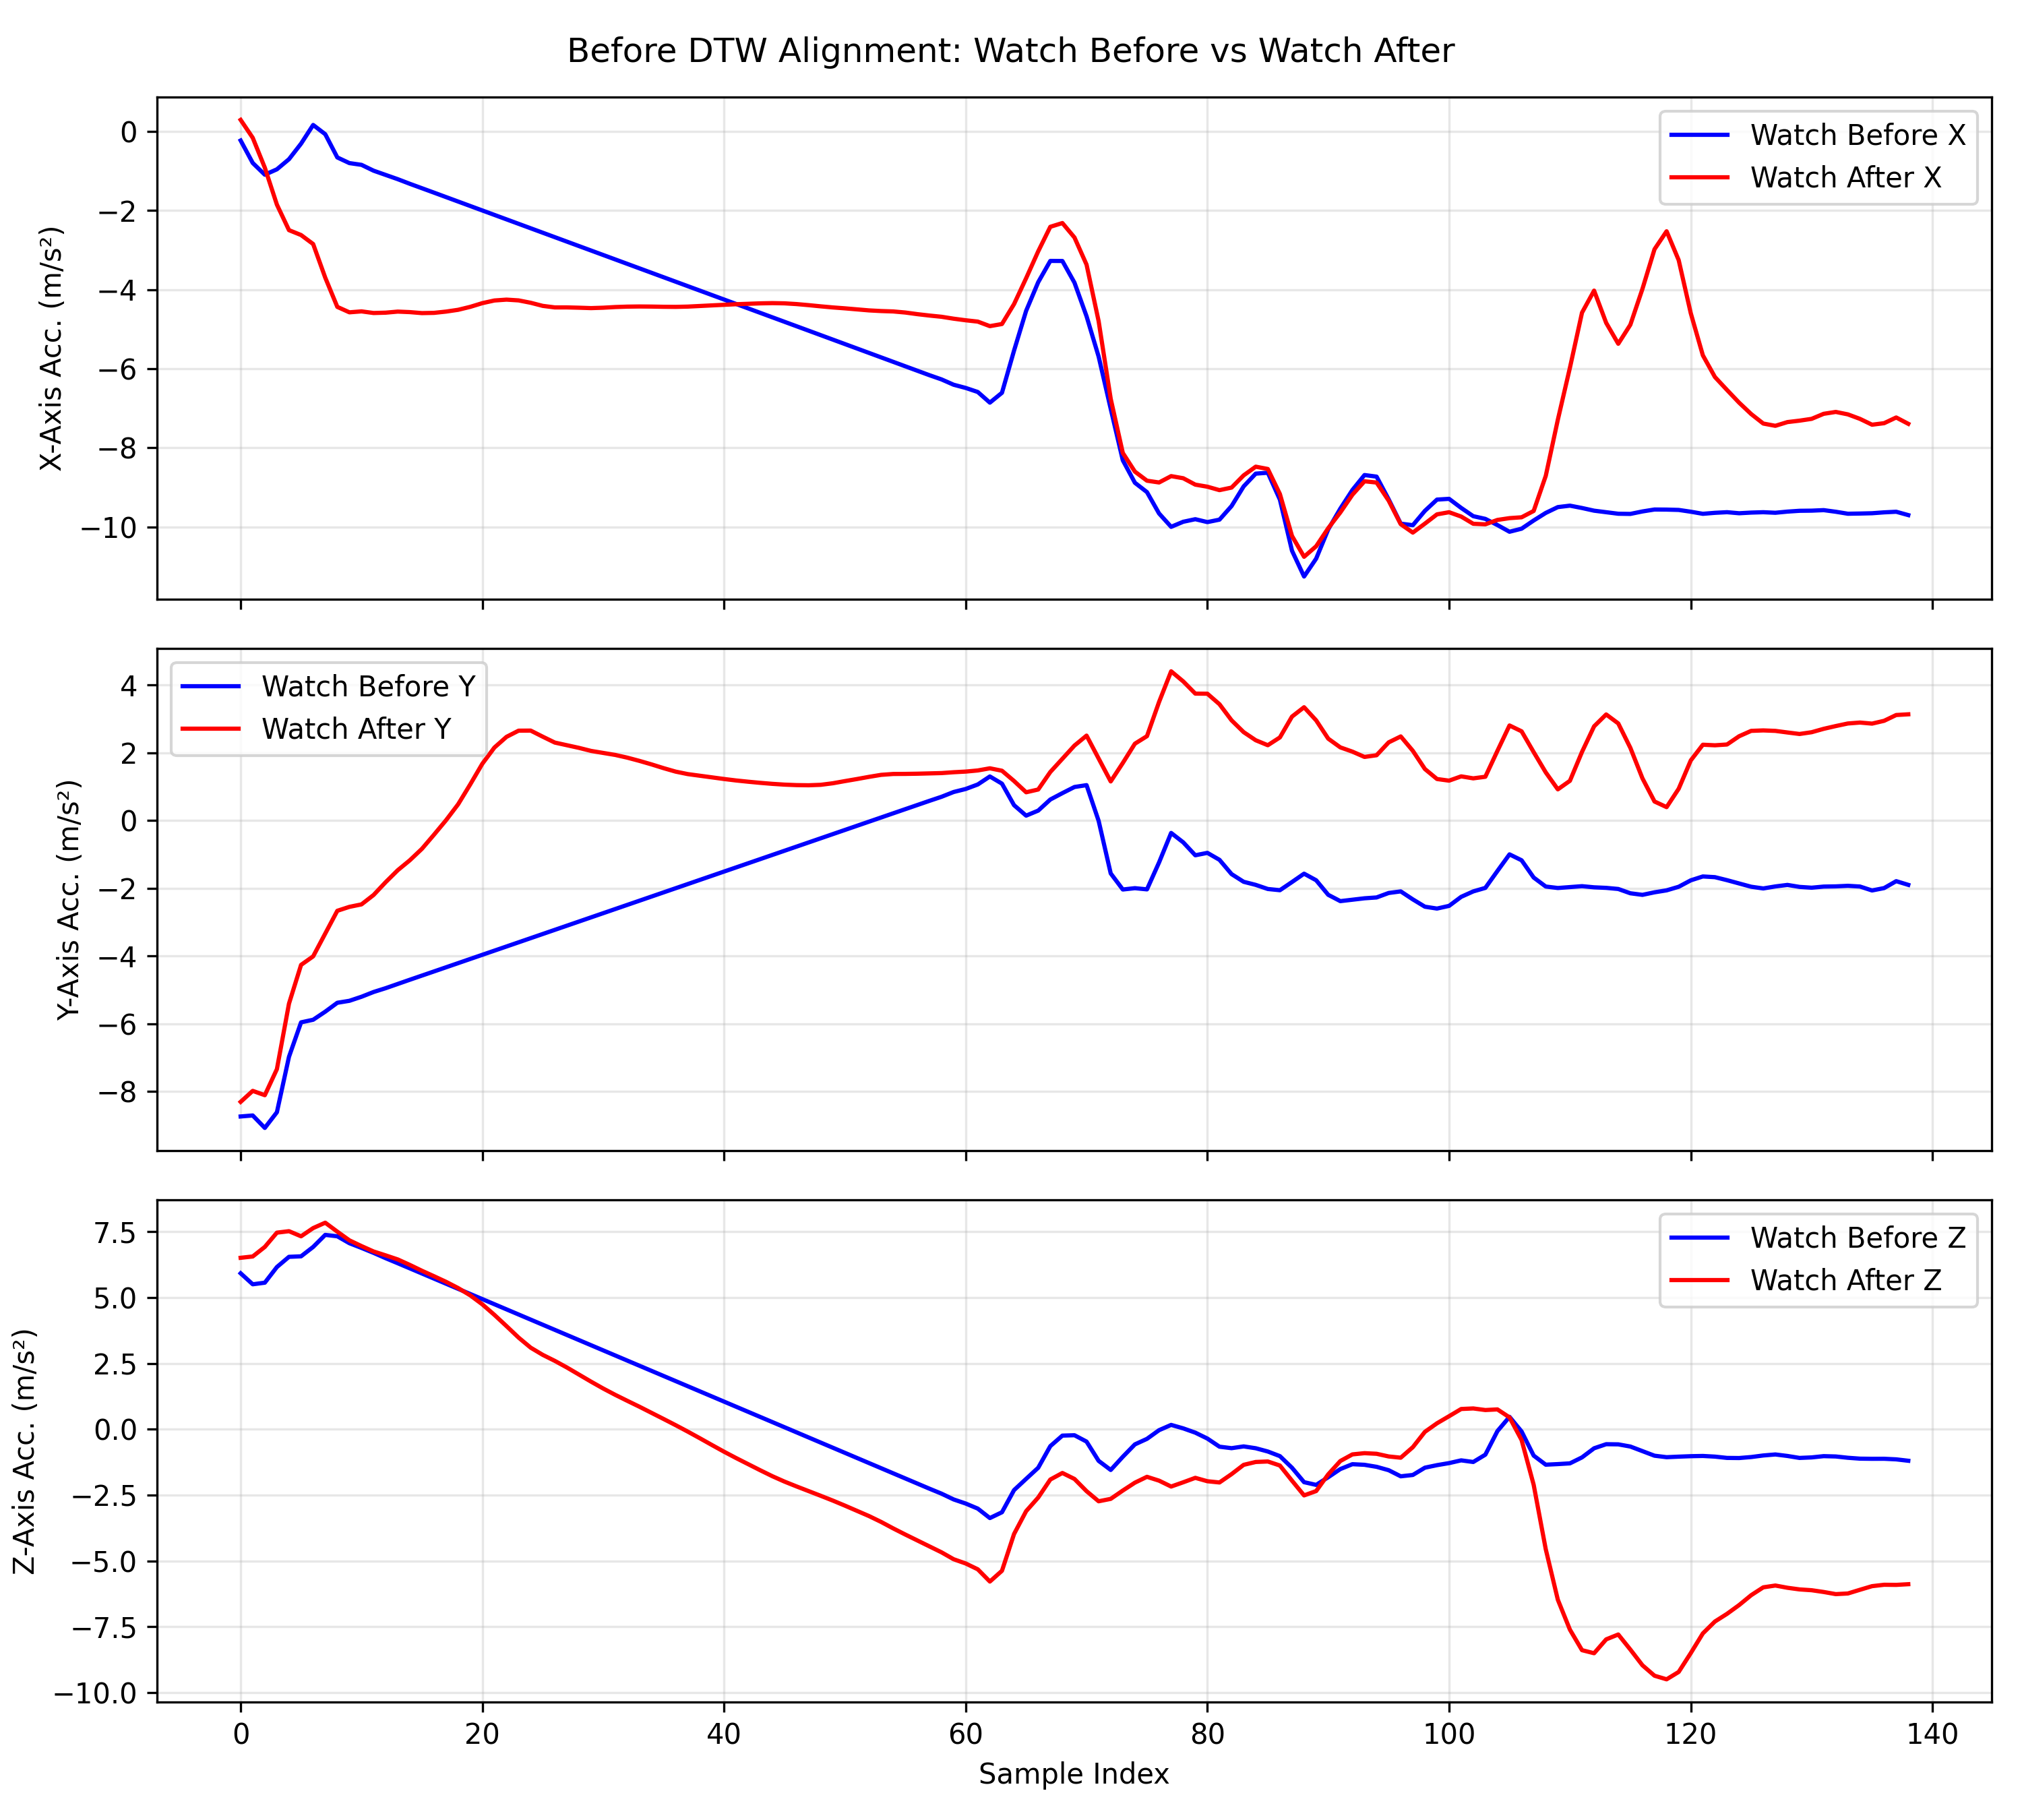 Before DTW Alignment: Watch Before vs Watch After
X-Axis Acc. (m/s²)
0
−2
−4
−6
−8
−10
Watch Before X
Watch After X
Y-Axis Acc. (m/s²)
4
2
0
−2
−4
−6
−8
Watch Before Y
Watch After Y
Z-Axis Acc. (m/s²)
7.5
5.0
2.5
0.0
−2.5
−5.0
−7.5
−10.0
Watch Before Z
Watch After Z
0 20 40 60 80 100 120 140
Sample Index